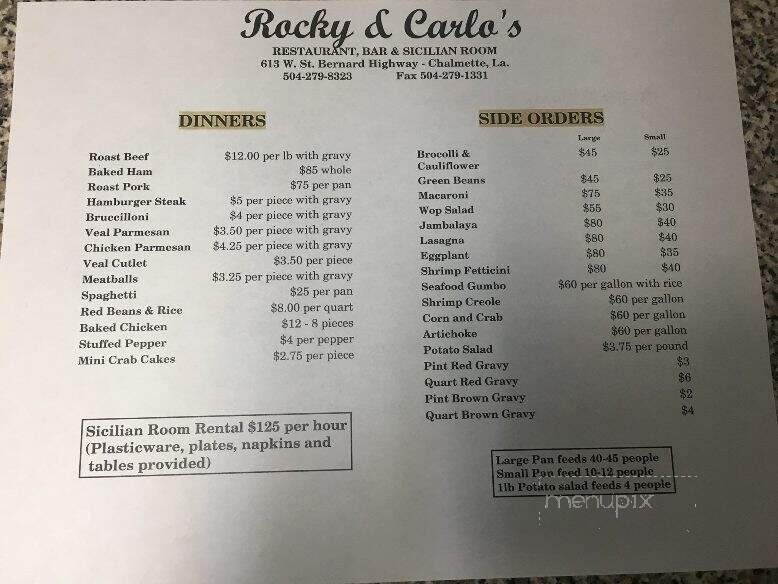 Rocky & Carlo's
RESTAURANT, BAR & SICILIAN ROOM
613 W. St. Bernard Highway - Chalmette, La.
504-279-8323 Fax 504-279-1331
DINNERS
Roast Beef $12.00 per lb with gravy
Baked Ham $85 whole
Roast Pork $75 per pan
Hamburger Steak $5 per piece with gravy
Bruccilloni $4 per piece with gravy
Veal Parmesan $3.50 per piece with gravy
Chicken Parmesan $4.25 per piece with gravy
Veal Cutlet $3.50 per piece
Meatballs $3.25 per piece with gravy
Spaghetti $25 per pan
Red Beans & Rice $8.00 per quart
Baked Chicken $12 - 8 pieces
Stuffed Pepper $4 per pepper
Mini Crab Cakes $2.75 per piece
Sicilian Room Rental $125 per hour
(Plasticware, plates, napkins and
tables provided)
SIDE ORDERS
Large Small
Brocolli & $45 $25
Cauliflower
Green Beans $45 $25
Macaroni $75 $35
Wop Salad $55 $30
Jambalaya $80 $40
Lasagna $80 $40
Eggplant $80 $35
Shrimp Fetticini $80 $40
Seafood Gumbo $60 per gallon with rice
Shrimp Creole $60 per gallon
Corn and Crab $60 per gallon
Artichoke $60 per gallon
Potato Salad $3.75 per pound
Pint Red Gravy $3
Quart Red Gravy $6
Pint Brown Gravy $2
Quart Brown Gravy $4
Large Pan feeds 40-45 people
Small Pan feed 10-12 people
1lb Potato salad feeds 4 people
menupix